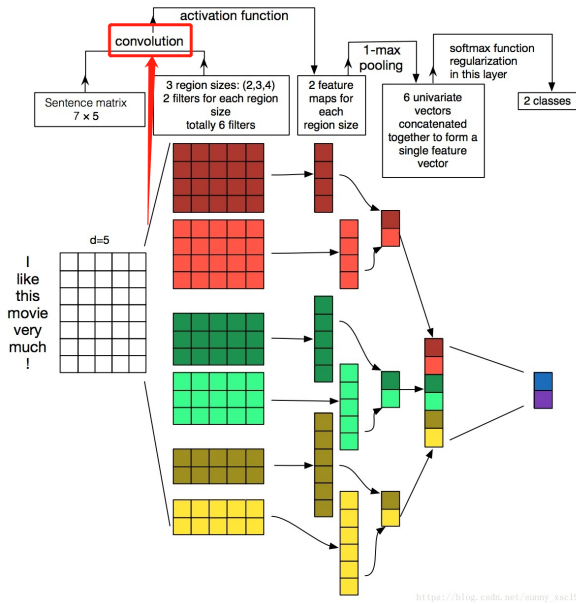 activation function
convolution
1-max
pooling
softmax function
regularization
in this layer
Sentence matrix
7 × 5
3 region sizes: (2,3,4)
2 filters for each region
size
totally 6 filters
2 feature
maps for
each
region size
6 univariate
vectors
concatenated
together to form a
single feature
vector
2 classes
d=5
I
like
this
movie
very
much
!